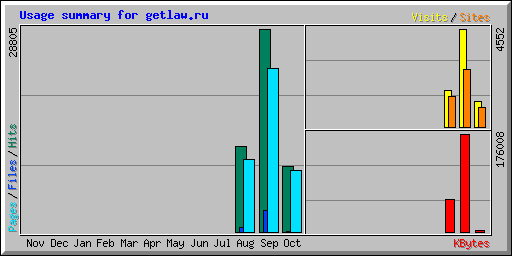 Usage summary for getlaw.ru
Visits / Sites
28805
4552
Pages / Files / Hits
176008
Nov Dec Jan Feb Mar Apr May Jun Jul Aug Sep Oct
KBytes